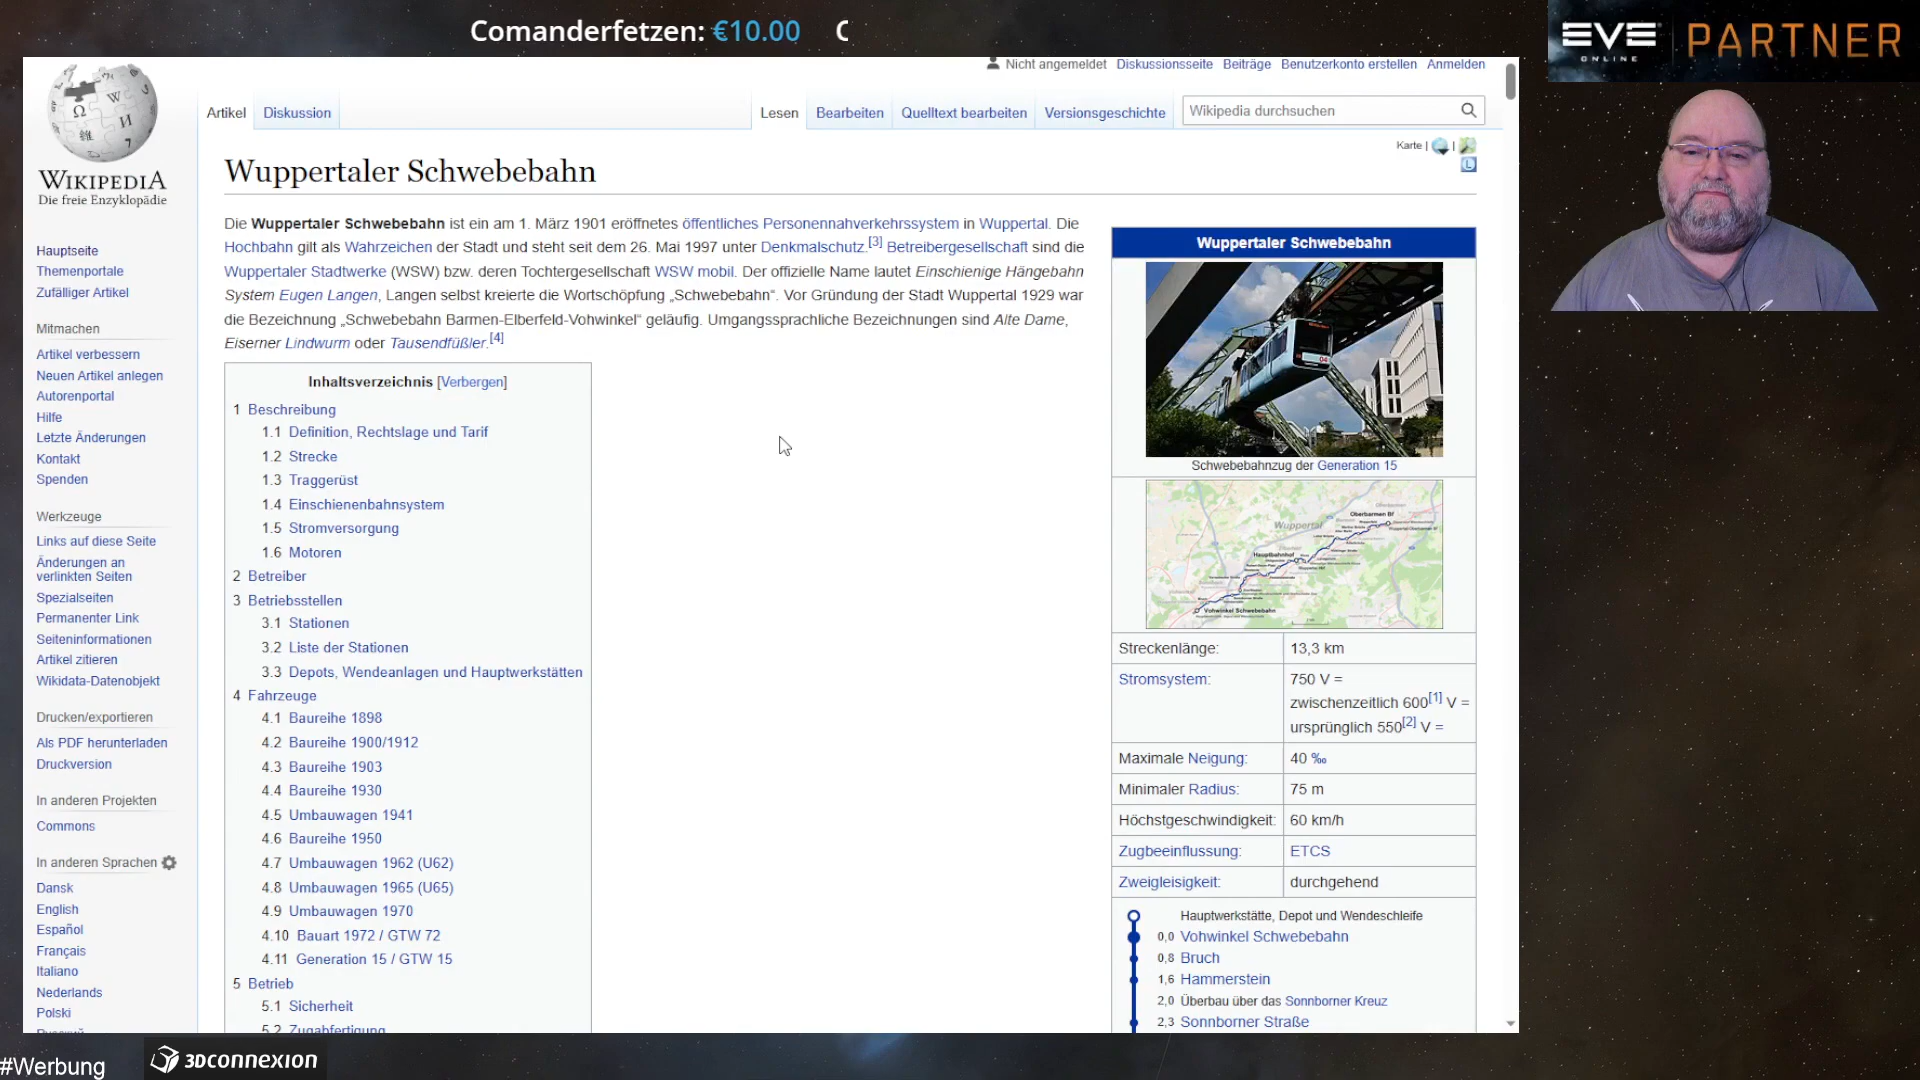 Comanderfetzen: €10.00 C
EVE ONLINE PARTNER
Nicht angemeldet Diskussionsseite Beiträge Benutzerkonto erstellen Anmelden
Artikel Diskussion Lesen Bearbeiten Quelltext bearbeiten Versionsgeschichte Wikipedia durchsuchen
WIKIPEDIA
Die freie Enzyklopädie
Hauptseite
Themenportale
Zufälliger Artikel
Mitmachen
Artikel verbessern
Neuen Artikel anlegen
Autorenportal
Hilfe
Letzte Änderungen
Kontakt
Spenden
Werkzeuge
Links auf diese Seite
Änderungen an
verlinkten Seiten
Spezialseiten
Permanenter Link
Seiteninformationen
Artikel zitieren
Wikidata-Datenobjekt
Drucken/exportieren
Als PDF herunterladen
Druckversion
In anderen Projekten
Commons
In anderen Sprachen
Dansk
English
Español
Français
Italiano
Nederlands
Polski
Русский
Karte | |
Wuppertaler Schwebebahn
Die Wuppertaler Schwebebahn ist ein am 1. März 1901 eröffnetes öffentliches Personennahverkehrssystem in Wuppertal. Die
Hochbahn gilt als Wahrzeichen der Stadt und steht seit dem 26. Mai 1997 unter Denkmalschutz.[3] Betreibergesellschaft sind die
Wuppertaler Stadtwerke (WSW) bzw. deren Tochtergesellschaft WSW mobil. Der offizielle Name lautet Einschienige Hängebahn
System Eugen Langen, Langen selbst kreierte die Wortschöpfung „Schwebebahn“. Vor Gründung der Stadt Wuppertal 1929 war
die Bezeichnung „Schwebebahn Barmen-Elberfeld-Vohwinkel“ geläufig. Umgangssprachliche Bezeichnungen sind Alte Dame,
Eiserner Lindwurm oder Tausendfüßler.[4]
Inhaltsverzeichnis [Verbergen]
1 Beschreibung
1.1 Definition, Rechtslage und Tarif
1.2 Strecke
1.3 Traggerüst
1.4 Einschienenbahnsystem
1.5 Stromversorgung
1.6 Motoren
2 Betreiber
3 Betriebsstellen
3.1 Stationen
3.2 Liste der Stationen
3.3 Depots, Wendeanlagen und Hauptwerkstätten
4 Fahrzeuge
4.1 Baureihe 1898
4.2 Baureihe 1900/1912
4.3 Baureihe 1903
4.4 Baureihe 1930
4.5 Umbauwagen 1941
4.6 Baureihe 1950
4.7 Umbauwagen 1962 (U62)
4.8 Umbauwagen 1965 (U65)
4.9 Umbauwagen 1970
4.10 Bauart 1972 / GTW 72
4.11 Generation 15 / GTW 15
5 Betrieb
5.1 Sicherheit
5.2 Zugabfertigung
Wuppertaler Schwebebahn
04
Schwebebahnzug der Generation 15
Oberbarmen Bf
Wuppertal
Hauptbahnhof
Vohwinkel Schwebebahn
Streckenlänge: 13,3 km
Stromsystem: 750 V =
zwischenzeitlich 600[1] V =
ursprünglich 550[2] V =
Maximale Neigung: 40 ‰
Minimaler Radius: 75 m
Höchstgeschwindigkeit: 60 km/h
Zugbeeinflussung: ETCS
Zweigleisigkeit: durchgehend
Hauptwerkstätte, Depot und Wendeschleife
0,0 Vohwinkel Schwebebahn
0,8 Bruch
1,6 Hammerstein
2,0 Überbau über das Sonnborner Kreuz
2,3 Sonnborner Straße
#Werbung 3Dconnexion